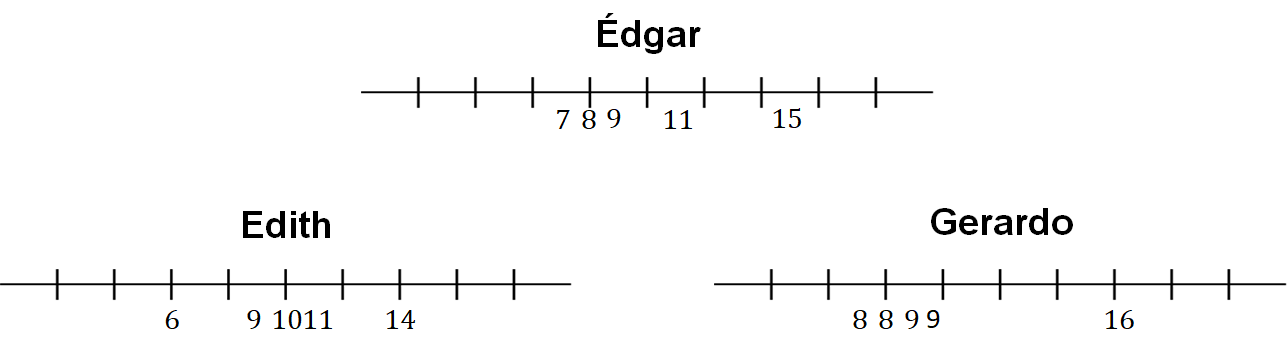 Édgar
7 8 9 11 15
Edith
6 9 10 11 14
Gerardo
8 8 9 9 16